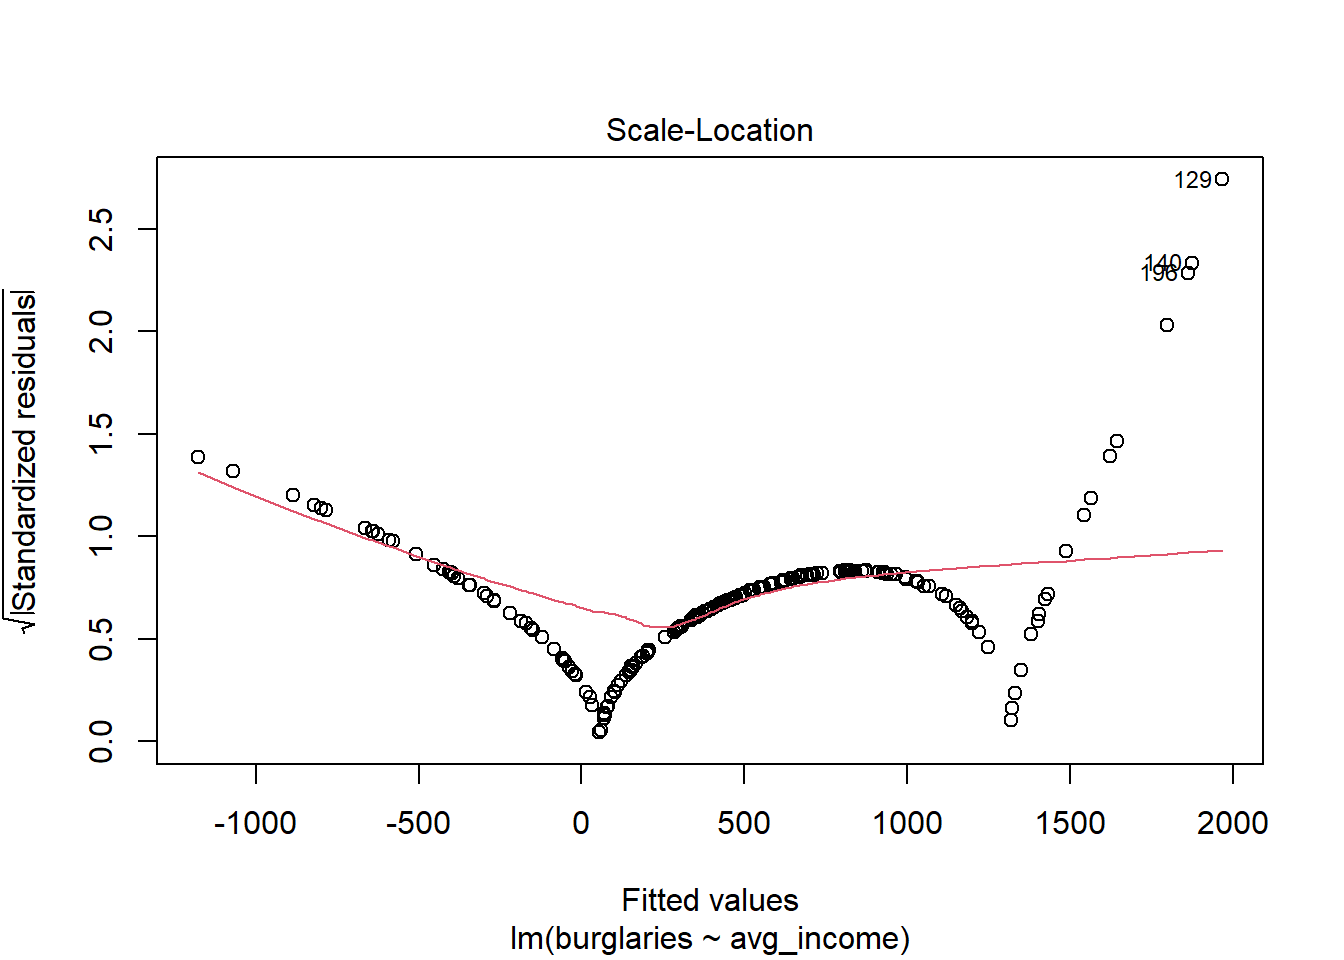 Scale-Location
√|Standardized residuals|
2.5
2.0
1.5
1.0
0.5
0.0
129
140
196
-1000 -500 0 500 1000 1500 2000
Fitted values
lm(burglaries ~ avg_income)